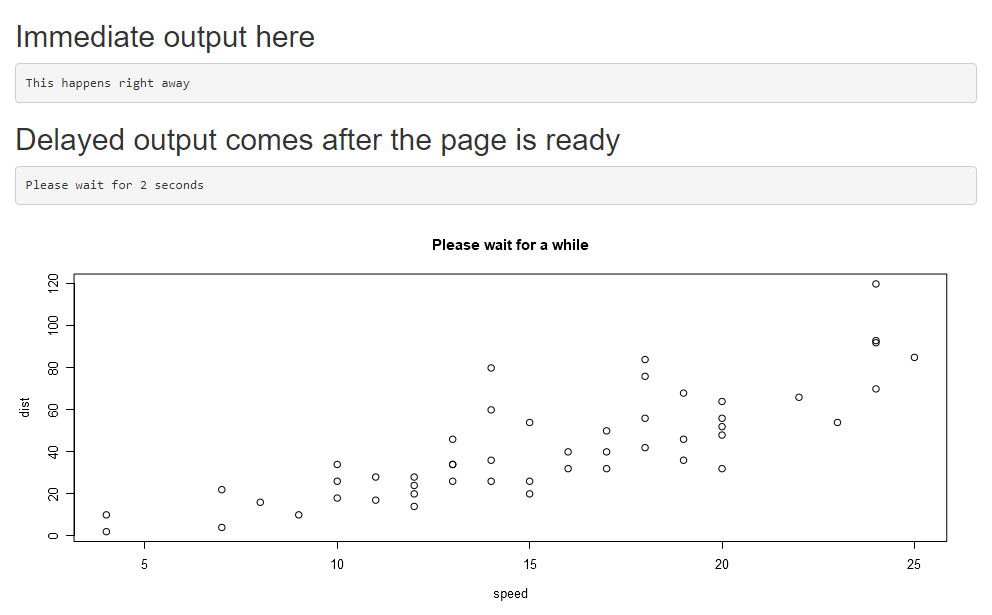 Immediate output here
This happens right away
Delayed output comes after the page is ready
Please wait for 2 seconds
Please wait for a while
120
100
80
60
40
20
0
dist
5 10 15 20 25
speed